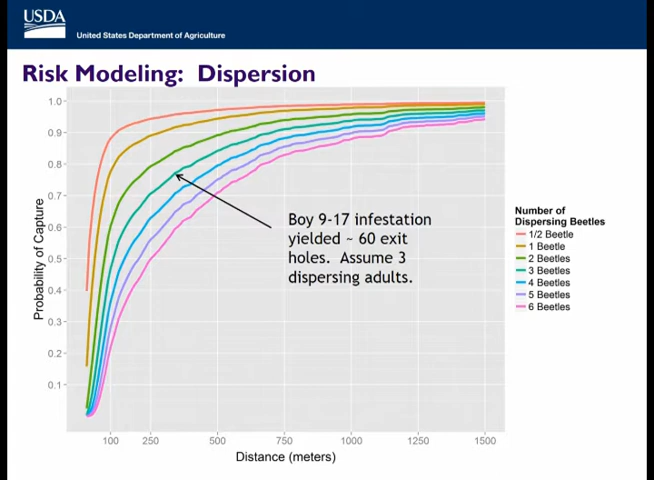 USDA
United States Department of Agriculture
Risk Modeling: Dispersion
Probability of Capture
1.0
0.9
0.8
0.7
0.6
0.5
0.4
0.3
0.2
0.1
Boy 9-17 infestation
yielded ~ 60 exit
holes. Assume 3
dispersing adults.
Number of
Dispersing Beetles
1/2 Beetle
1 Beetle
2 Beetles
3 Beetles
4 Beetles
5 Beetles
6 Beetles
100 250 500 750 1000 1250 1500
Distance (meters)